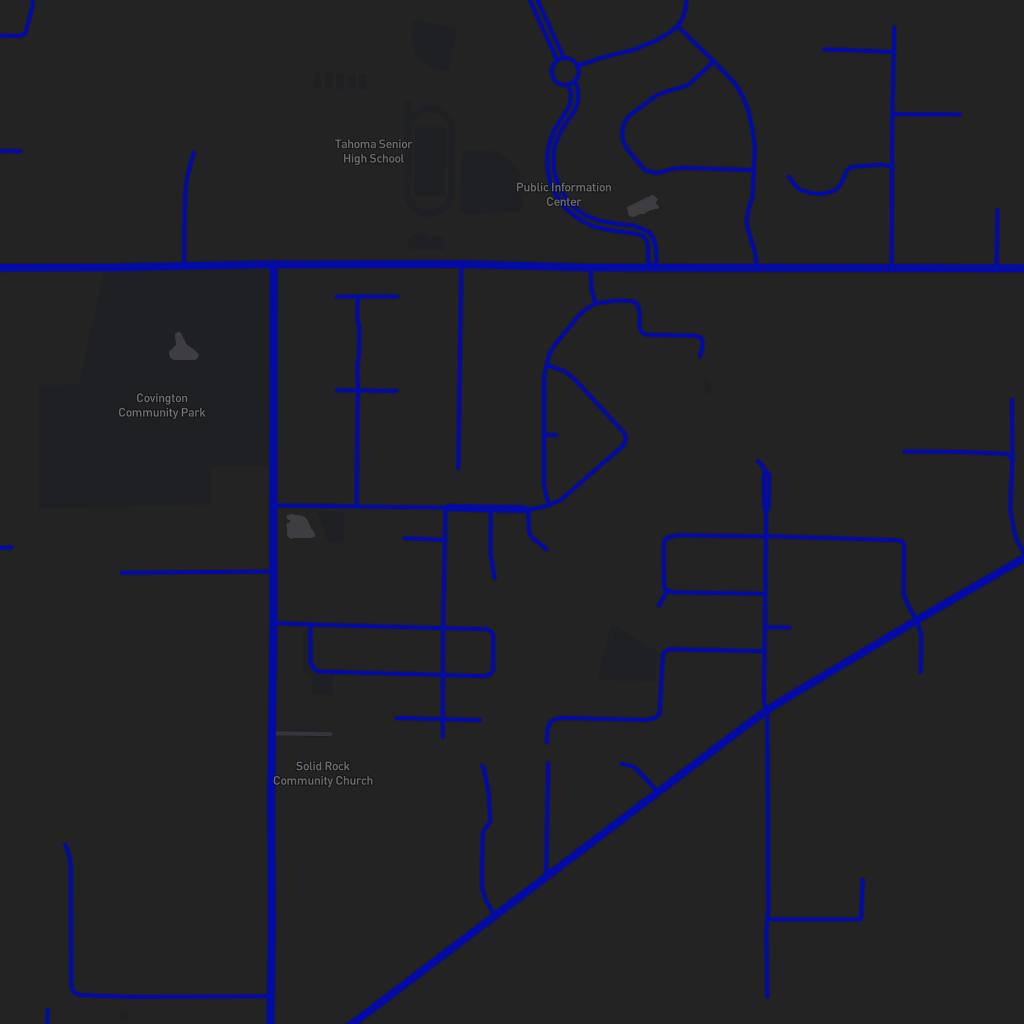 Tahoma Senior
High School
Public Information
Center
Covington
Community Park
Solid Rock
Community Church